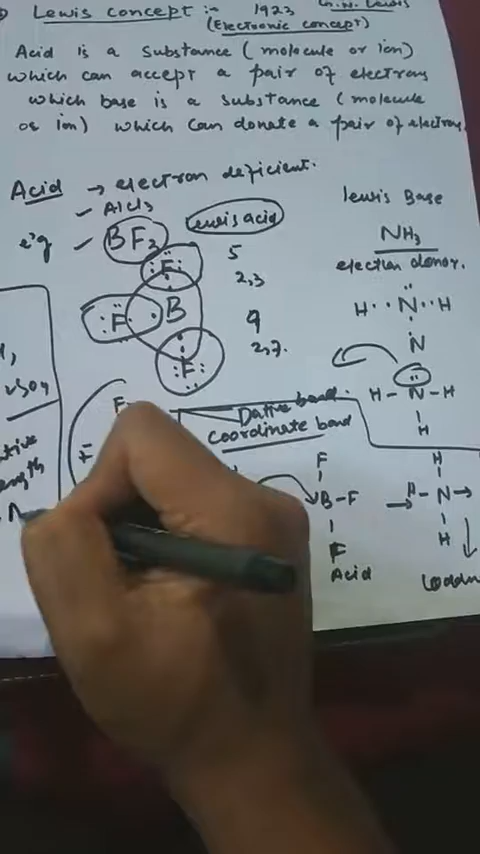 Lewis concept :- 1923 G.N. Lewis
(Electronic concept)
Acid is a substance (molecule or ion)
which can accept a pair of electrons
which base is a substance (molecule
or ion) which can donate a pair of electrons
Acid → electron deficient.
- AlCl3
e.g - BF3 Lewis acid
5
2,3
F
F B
F
9
2,7.
Lewis Base
NH3
electron donor.
H N H
N
H-N-H
H
Dative bond.
Coordinate bond
F
F
F
B-F
F
Acid
H
H-N→
H